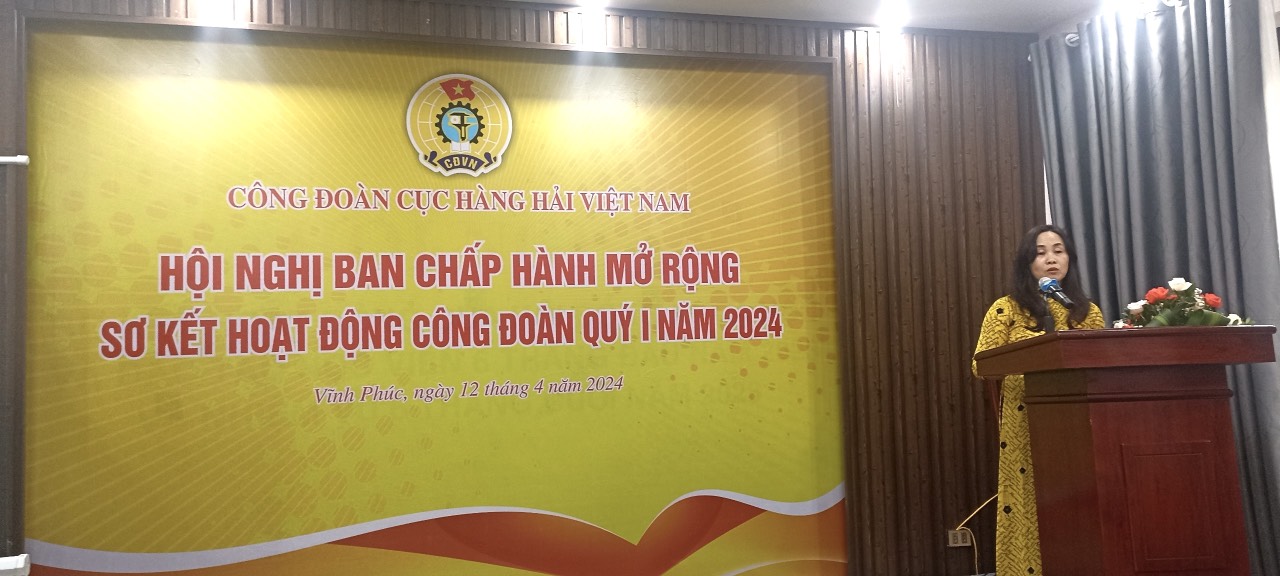 CĐVN
CÔNG ĐOÀN CỤC HÀNG HẢI VIỆT NAM
HỘI NGHỊ BAN CHẤP HÀNH MỞ RỘNG
SƠ KẾT HOẠT ĐỘNG CÔNG ĐOÀN QUÝ I NĂM 2024
Vĩnh Phúc, ngày 12 tháng 4 năm 2024